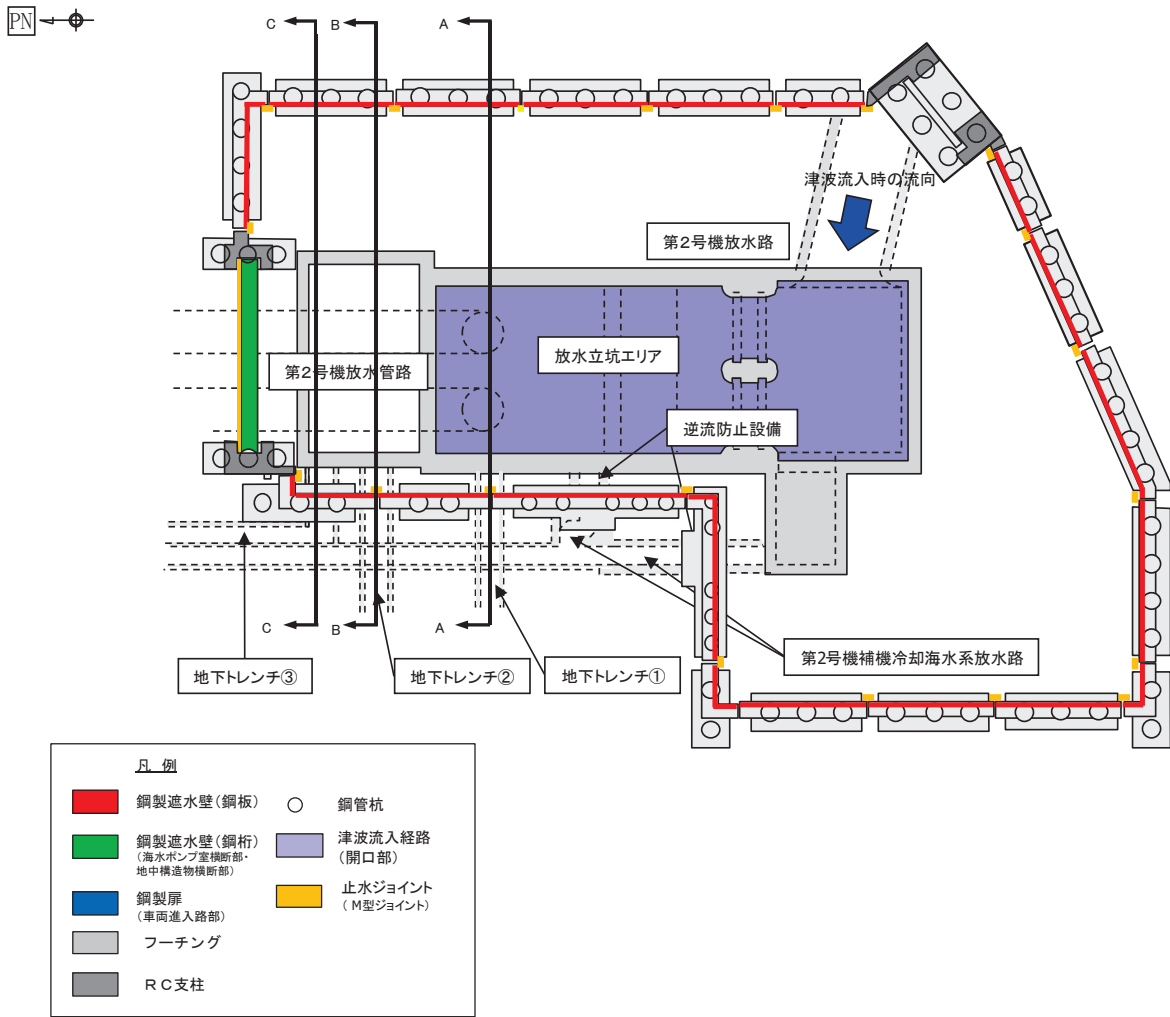 PN
C
B
A
津波流入時の流向
第2号機放水路
放水立坑エリア
第2号機放水管路
逆流防止設備
C
B
A
第2号機補機冷却海水系放水路
地下トレンチ③
地下トレンチ②
地下トレンチ①
凡 例
鋼製遮水壁(鋼板)
鋼管杭
鋼製遮水壁(鋼桁)
(海水ポンプ室横断部・
地中構造物横断部)
津波流入経路
(開口部)
鋼製扉
(車両進入路部)
止水ジョイント
(M型ジョイント)
フーチング
RC支柱